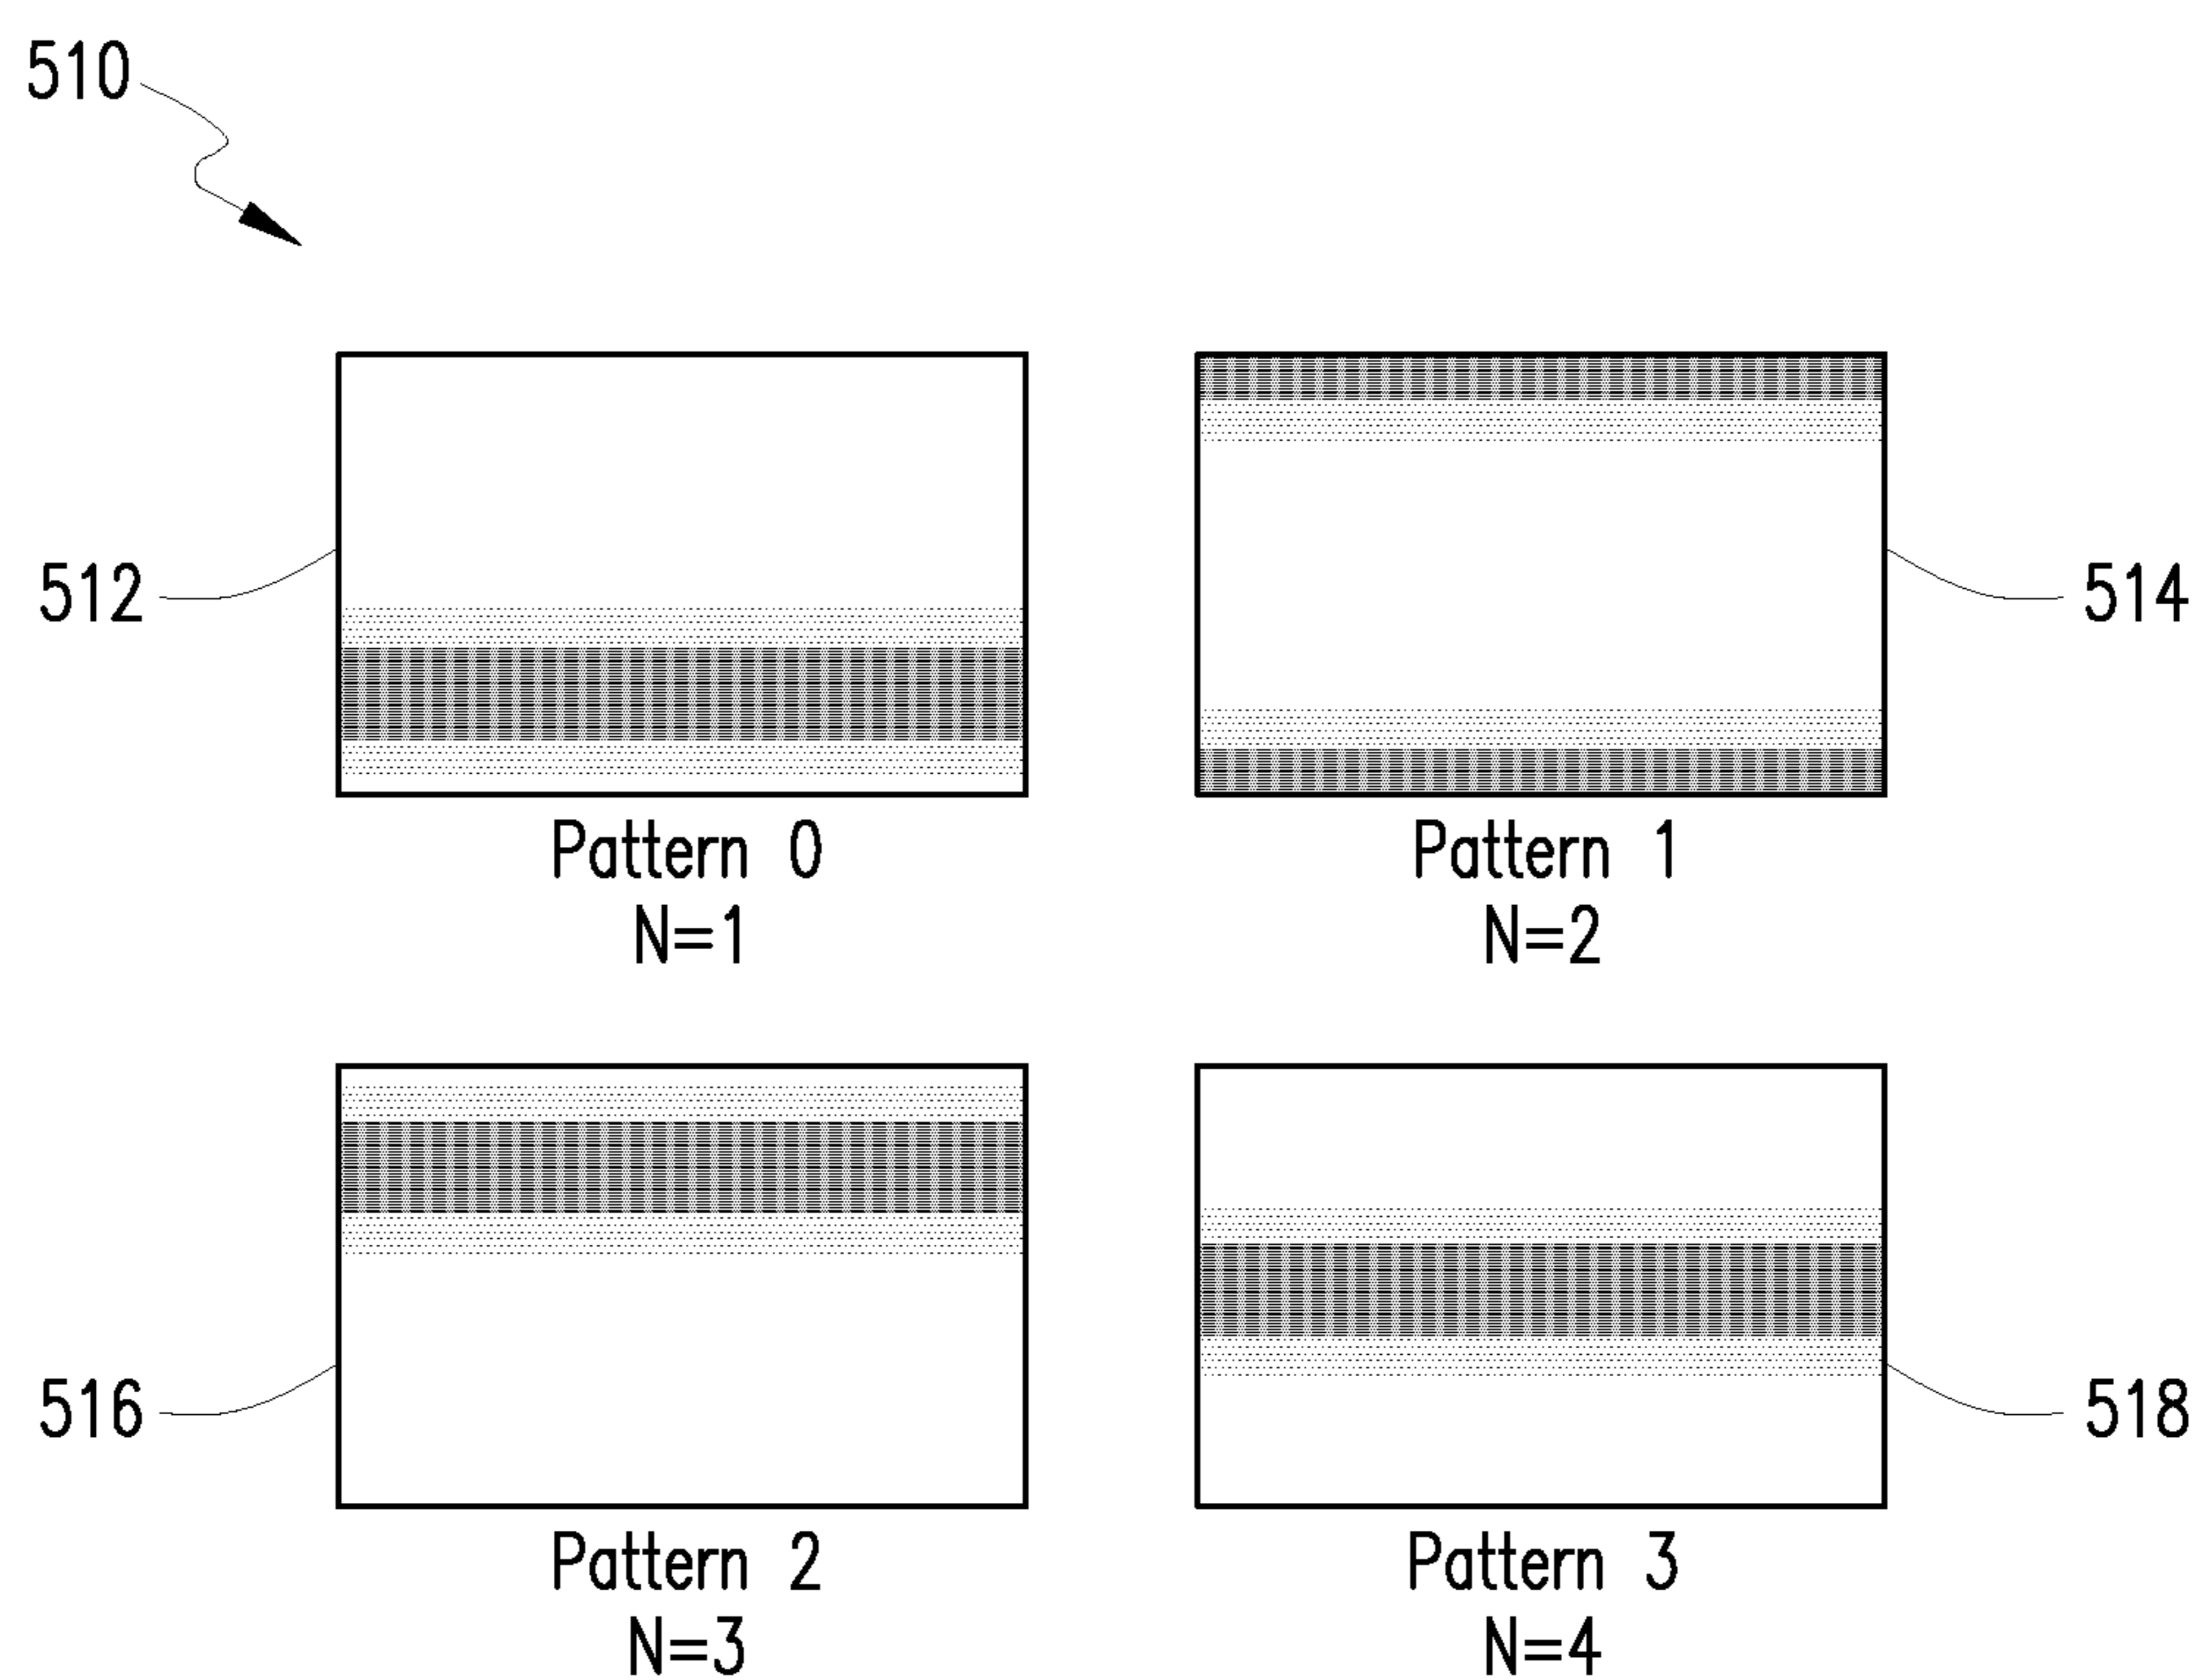 510
512
514
Pattern 0
N=1
Pattern 1
N=2
516
518
Pattern 2
N=3
Pattern 3
N=4